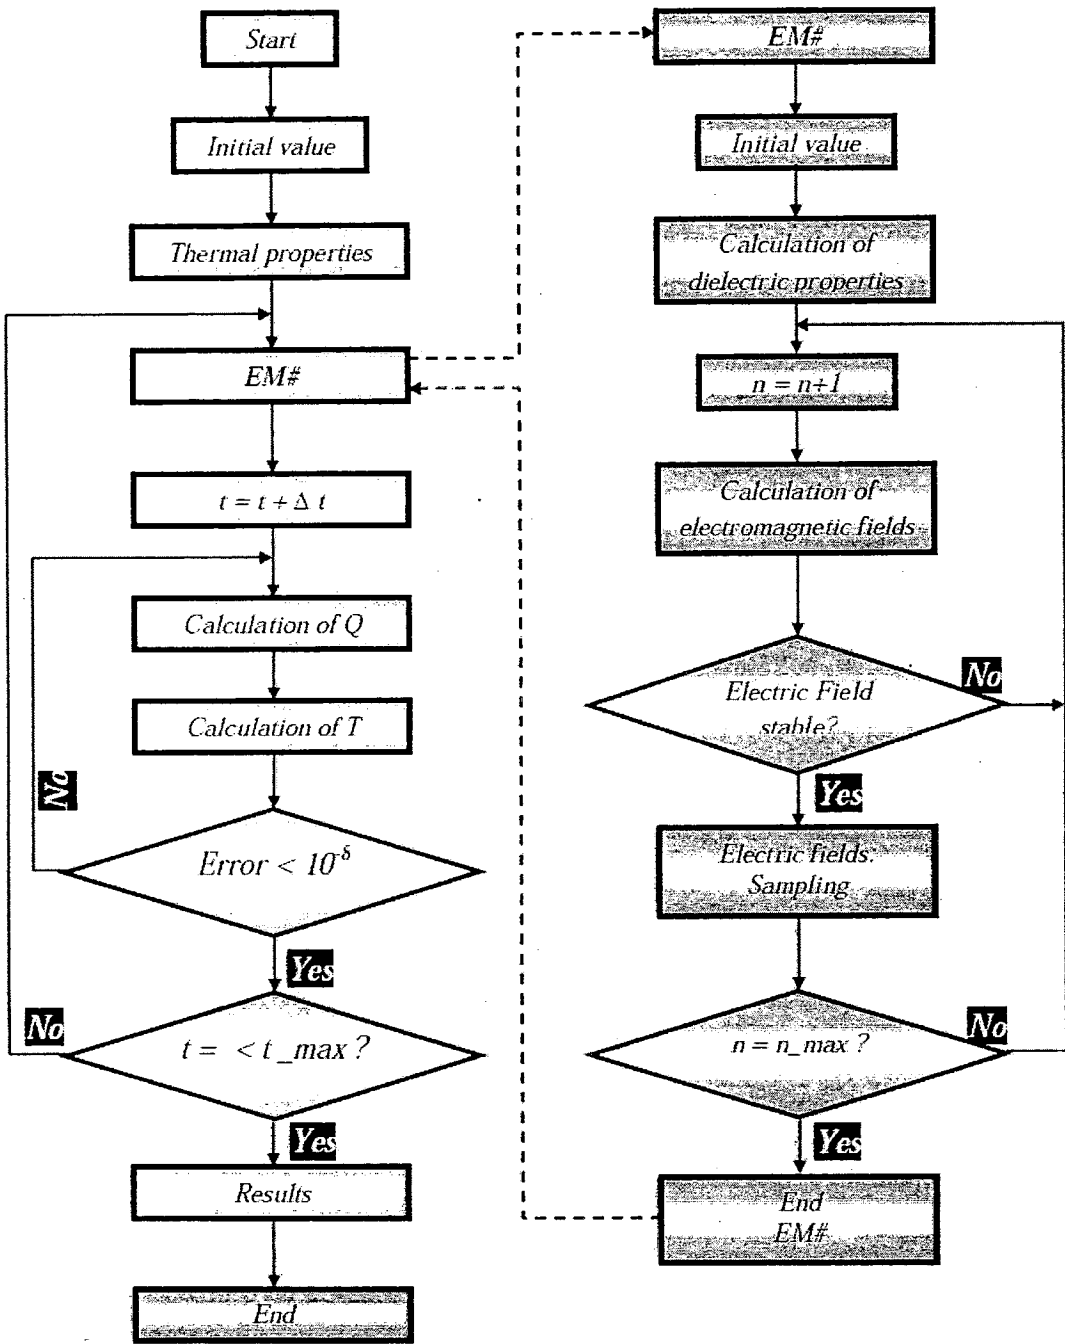 Start
Initial value
Thermal properties
EM#
t = t + Δ t
Calculation of Q
Calculation of T
No
Error < 10⁻⁸
Yes
No
t = < t _max ?
Yes
Results
End
EM#
Initial value
Calculation of
dielectric properties
n = n+1
Calculation of
electromagnetic fields
No
Electric Field
stable?
Yes
Electric fields:
Sampling
No
n = n_max ?
Yes
End
EM#